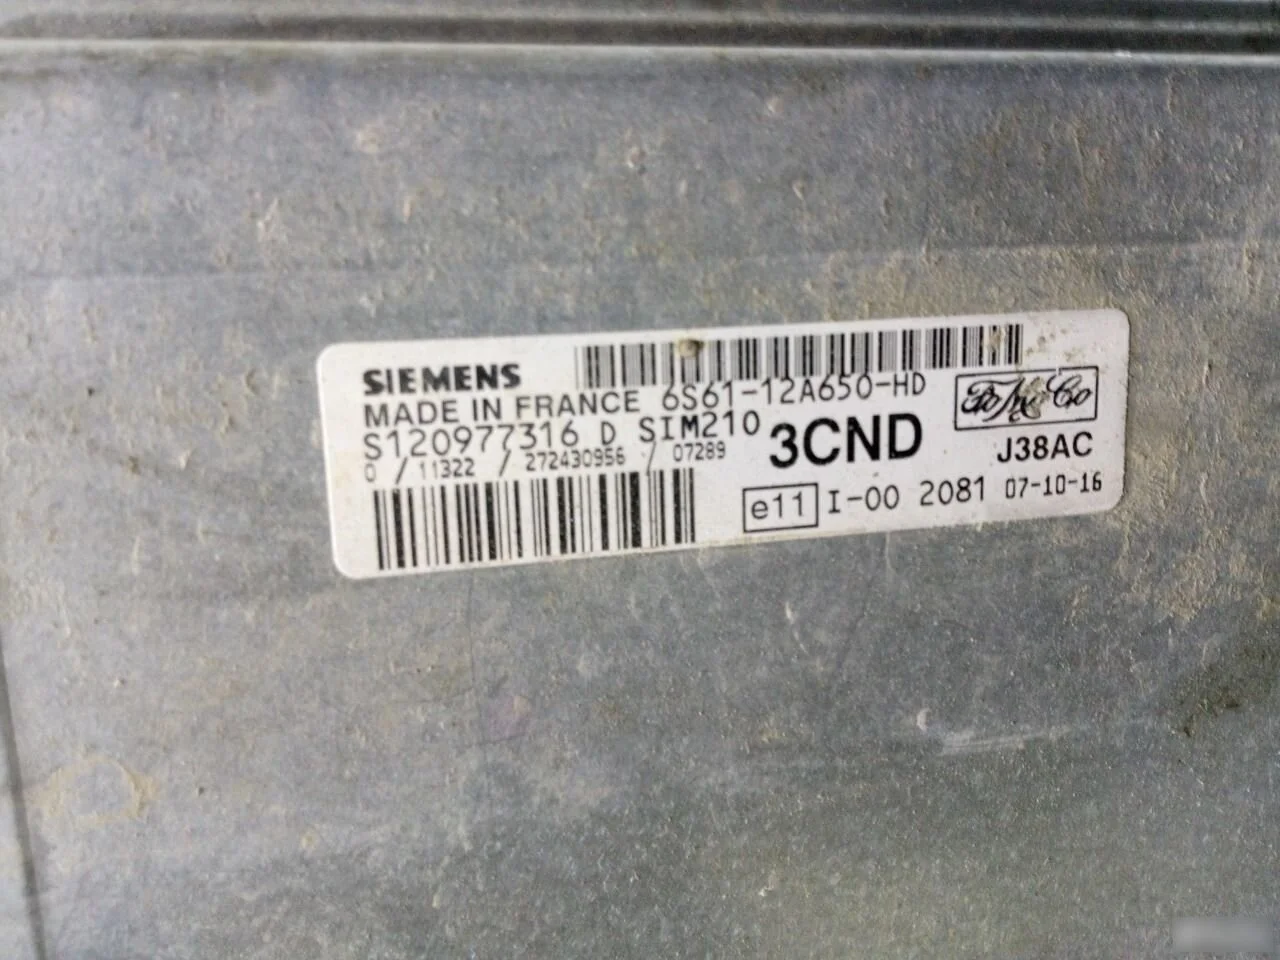 SIEMENS
MADE IN FRANCE 6S61-12A650-HD
S120977316 D SIM210
0 / 11322 / 272430956 / 07289
3CND
FoMoCo
J38AC
e11 I-00 2081 07-10-16